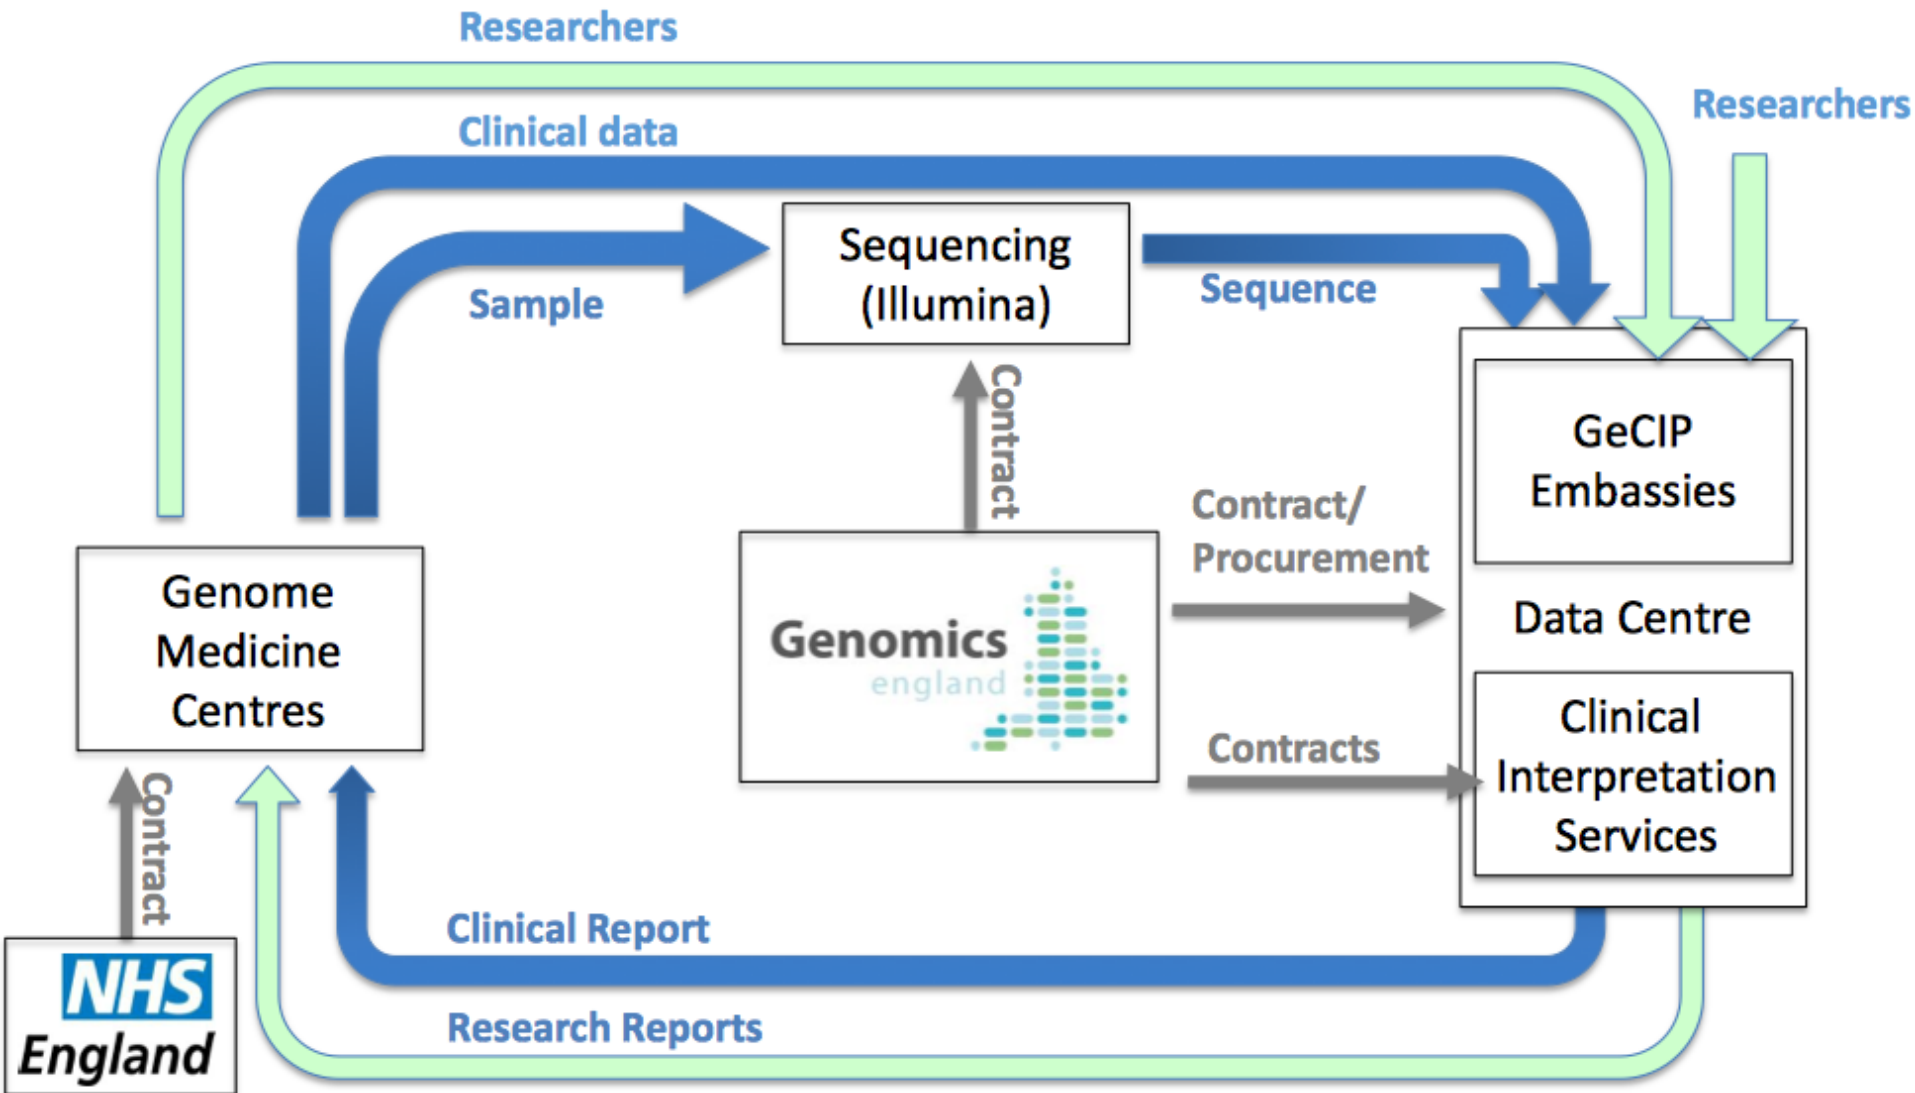 Researchers
Researchers
Clinical data
Sample
Sequencing
(Illumina)
Sequence
Contract
GeCIP
Embassies
Contract/
Procurement
Genome
Medicine
Centres
Genomics
england
Data Centre
Contracts
Clinical
Interpretation
Services
Contract
Clinical Report
NHS
England
Research Reports